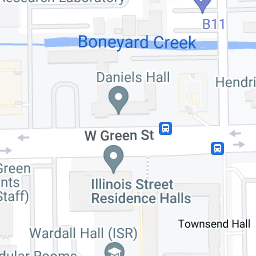 Research Laboratory
B11
Boneyard Creek
Daniels Hall
Hendri
W Green St
Green
nts
Staff)
Illinois Street
Residence Halls
Townsend Hall
Wardall Hall (ISR)
dular Rooms